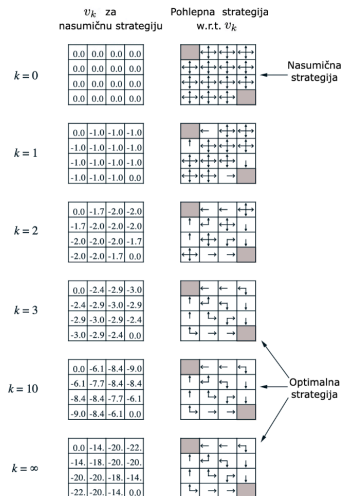 v_k za Pohlepna strategija
nasumičnu strategiju w.r.t. v_k
k = 0
0.0 0.0 0.0 0.0
0.0 0.0 0.0 0.0
0.0 0.0 0.0 0.0
0.0 0.0 0.0 0.0
Nasumična
strategija
k = 1
0.0 -1.0 -1.0 -1.0
-1.0 -1.0 -1.0 -1.0
-1.0 -1.0 -1.0 -1.0
-1.0 -1.0 -1.0 0.0
k = 2
0.0 -1.7 -2.0 -2.0
-1.7 -2.0 -2.0 -2.0
-2.0 -2.0 -2.0 -1.7
-2.0 -2.0 -1.7 0.0
k = 3
0.0 -2.4 -2.9 -3.0
-2.4 -2.9 -3.0 -2.9
-2.9 -3.0 -2.9 -2.4
-3.0 -2.9 -2.4 0.0
k = 10
0.0 -6.1 -8.4 -9.0
-6.1 -7.7 -8.4 -8.4
-8.4 -8.4 -7.7 -6.1
-9.0 -8.4 -6.1 0.0
Optimalna
strategija
k = ∞
0.0 -14. -20. -22.
-14. -18. -20. -20.
-20. -20. -18. -14.
-22. -20. -14. 0.0